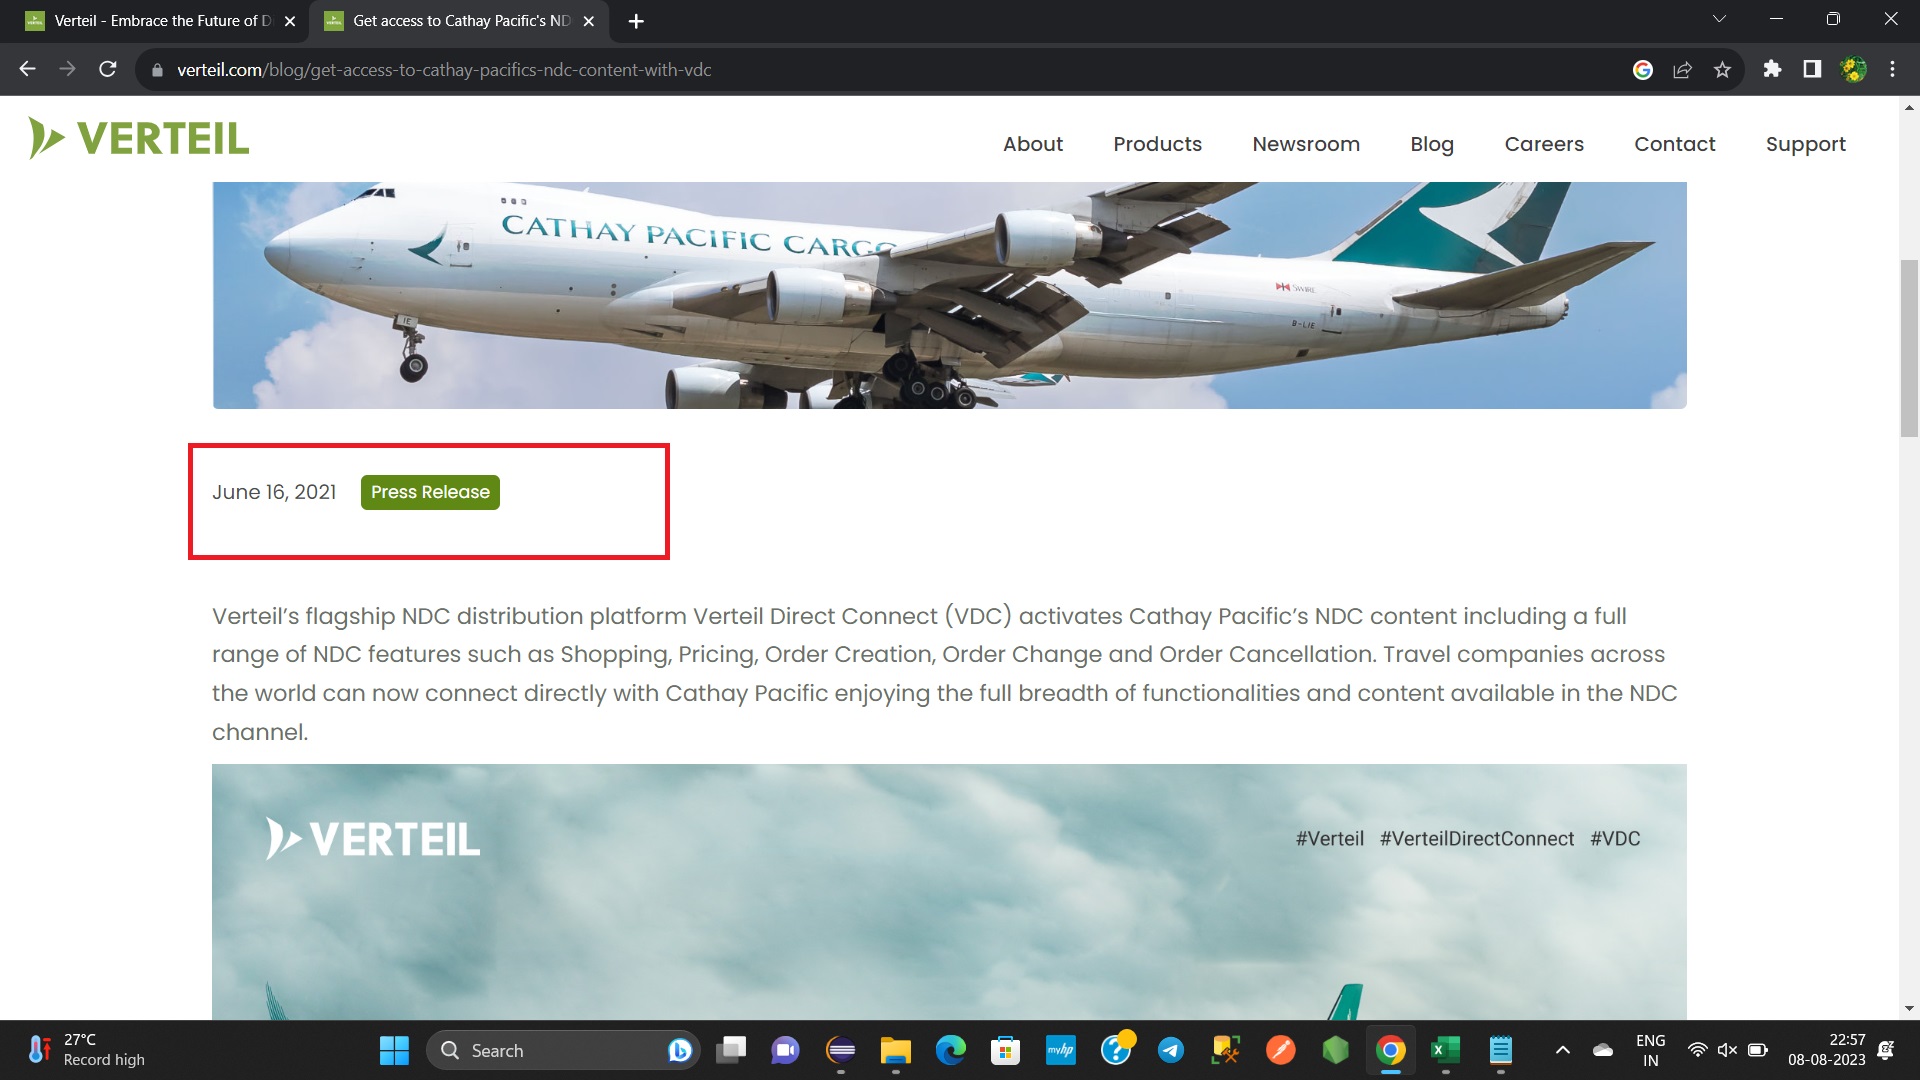 Verteil - Embrace the Future of D
Get access to Cathay Pacific's ND
verteil.com/blog/get-access-to-cathay-pacifics-ndc-content-with-vdc
VERTEIL
About Products Newsroom Blog Careers Contact Support
CATHAY PACIFIC CARGO
SWIRE
B-LIE
IE
June 16, 2021 Press Release
Verteil’s flagship NDC distribution platform Verteil Direct Connect (VDC) activates Cathay Pacific’s NDC content including a full
range of NDC features such as Shopping, Pricing, Order Creation, Order Change and Order Cancellation. Travel companies across
the world can now connect directly with Cathay Pacific enjoying the full breadth of functionalities and content available in the NDC
channel.
VERTEIL
#Verteil #VerteilDirectConnect #VDC
27°C
Record high
Search
myhp
ENG
IN
22:57
08-08-2023